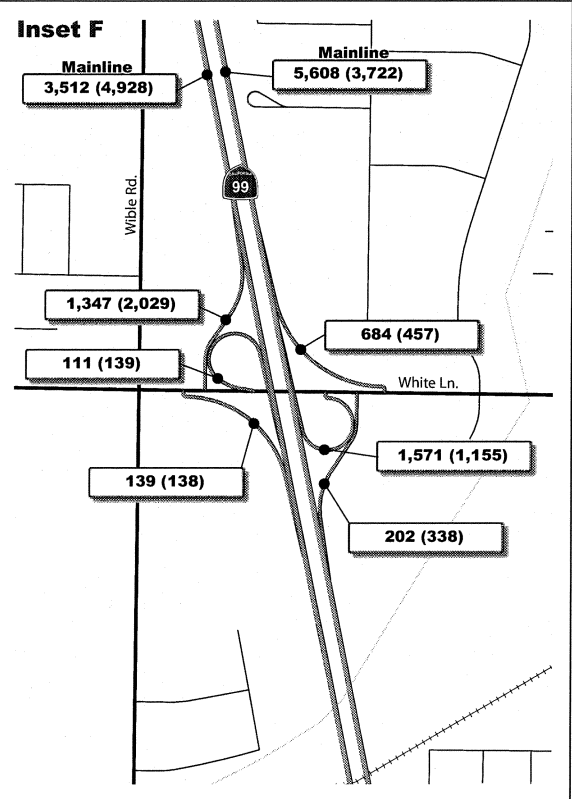 Inset F
Mainline
3,512 (4,928)
Mainline
5,608 (3,722)
CALIFORNIA
99
Wible Rd.
1,347 (2,029)
684 (457)
111 (139)
White Ln.
1,571 (1,155)
139 (138)
202 (338)